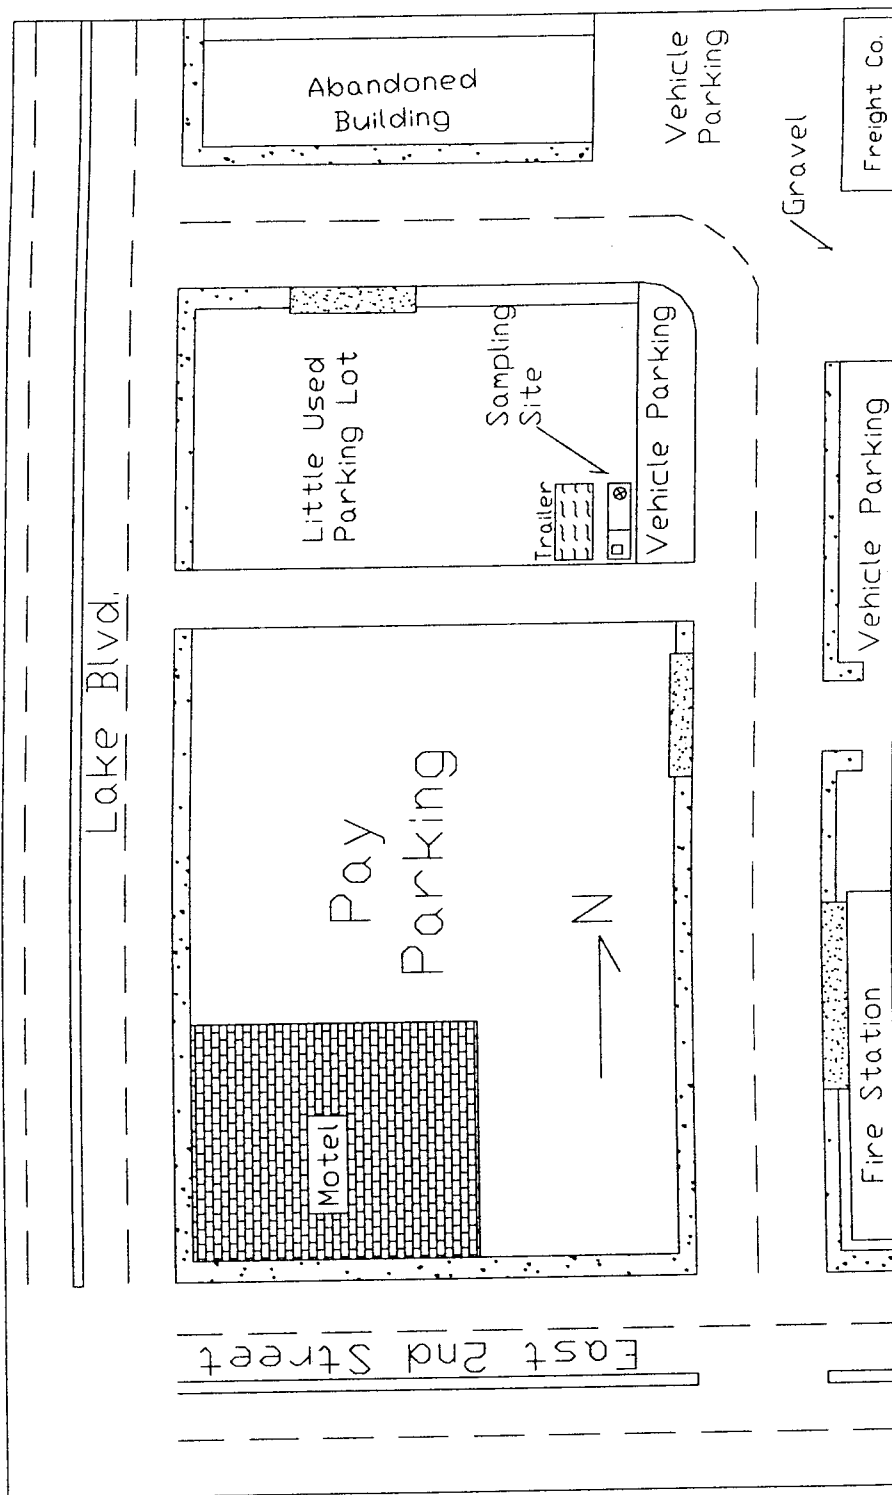 Abandoned
Building
Vehicle
Parking
Freight Co.
Gravel
Little Used
Parking Lot
Sampling
Site
Trailer
Vehicle Parking
Vehicle Parking
Lake Blvd.
Pay
Parking
N
Motel
Fire Station
East 2nd Street